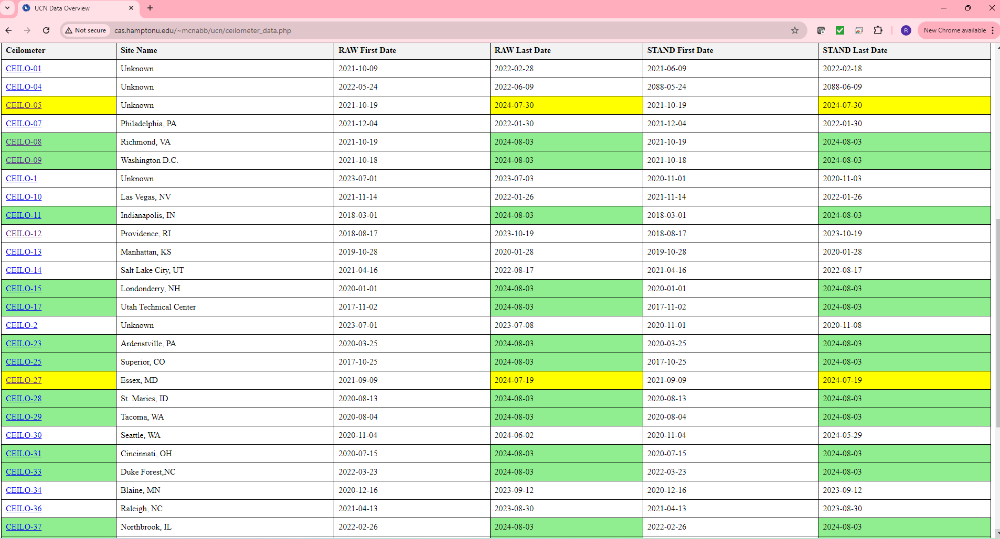 UCN Data Overview
Not secure cas.hamptonu.edu/~mcnabb/ucn/ceilometer_data.php R New Chrome available
Ceilometer Site Name RAW First Date RAW Last Date STAND First Date STAND Last Date
CEILO-01 Unknown 2021-10-09 2022-02-28 2021-06-09 2022-02-18
CEILO-04 Unknown 2022-05-24 2022-06-09 2088-05-24 2088-06-09
CEILO-05 Unknown 2021-10-19 2024-07-30 2021-10-19 2024-07-30
CEILO-07 Philadelphia, PA 2021-12-04 2022-01-30 2021-12-04 2022-01-30
CEILO-08 Richmond, VA 2021-10-19 2024-08-03 2021-10-19 2024-08-03
CEILO-09 Washington D.C. 2021-10-18 2024-08-03 2021-10-18 2024-08-03
CEILO-1 Unknown 2023-07-01 2023-07-03 2020-11-01 2020-11-03
CEILO-10 Las Vegas, NV 2021-11-14 2022-01-26 2021-11-14 2022-01-26
CEILO-11 Indianapolis, IN 2018-03-01 2024-08-03 2018-03-01 2024-08-03
CEILO-12 Providence, RI 2018-08-17 2023-10-19 2018-08-17 2023-10-19
CEILO-13 Manhattan, KS 2019-10-28 2020-01-28 2019-10-28 2020-01-28
CEILO-14 Salt Lake City, UT 2021-04-16 2022-08-17 2021-04-16 2022-08-17
CEILO-15 Londonderry, NH 2020-01-01 2024-08-03 2020-01-01 2024-08-03
CEILO-17 Utah Technical Center 2017-11-02 2024-08-03 2017-11-02 2024-08-03
CEILO-2 Unknown 2023-07-01 2023-07-08 2020-11-01 2020-11-08
CEILO-23 Ardenstville, PA 2020-03-25 2024-08-03 2020-03-25 2024-08-03
CEILO-25 Superior, CO 2017-10-25 2024-08-03 2017-10-25 2024-08-03
CEILO-27 Essex, MD 2021-09-09 2024-07-19 2021-09-09 2024-07-19
CEILO-28 St. Maries, ID 2020-08-13 2024-08-03 2020-08-13 2024-08-03
CEILO-29 Tacoma, WA 2020-08-04 2024-08-03 2020-08-04 2024-08-03
CEILO-30 Seattle, WA 2020-11-04 2024-06-02 2020-11-04 2024-05-29
CEILO-31 Cincinnati, OH 2020-07-15 2024-08-03 2020-07-15 2024-08-03
CEILO-33 Duke Forest,NC 2022-03-23 2024-08-03 2022-03-23 2024-08-03
CEILO-34 Blaine, MN 2020-12-16 2023-09-12 2020-12-16 2023-09-12
CEILO-36 Raleigh, NC 2021-04-13 2023-08-30 2021-04-13 2023-08-30
CEILO-37 Northbrook, IL 2022-02-26 2024-08-03 2022-02-26 2024-08-03